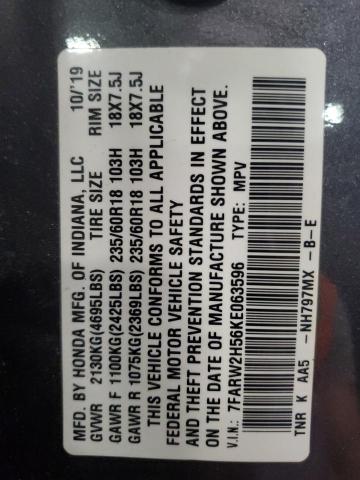 MFD. BY HONDA MFG. OF INDIANA, LLC 10/'19
GVWR 2130KG(4695LBS) TIRE SIZE RIM SIZE
GAWR F 1100KG(2425LBS) 235/60R18 103H 18X7.5J
GAWR R 1075KG(2369LBS) 235/60R18 103H 18X7.5J
THIS VEHICLE CONFORMS TO ALL APPLICABLE
FEDERAL MOTOR VEHICLE SAFETY
AND THEFT PREVENTION STANDARDS IN EFFECT
ON THE DATE OF MANUFACTURE SHOWN ABOVE.
V.I.N.: 7FARW2H56KE063596 TYPE: MPV
TNR K AA5 -NH797MX -B-E